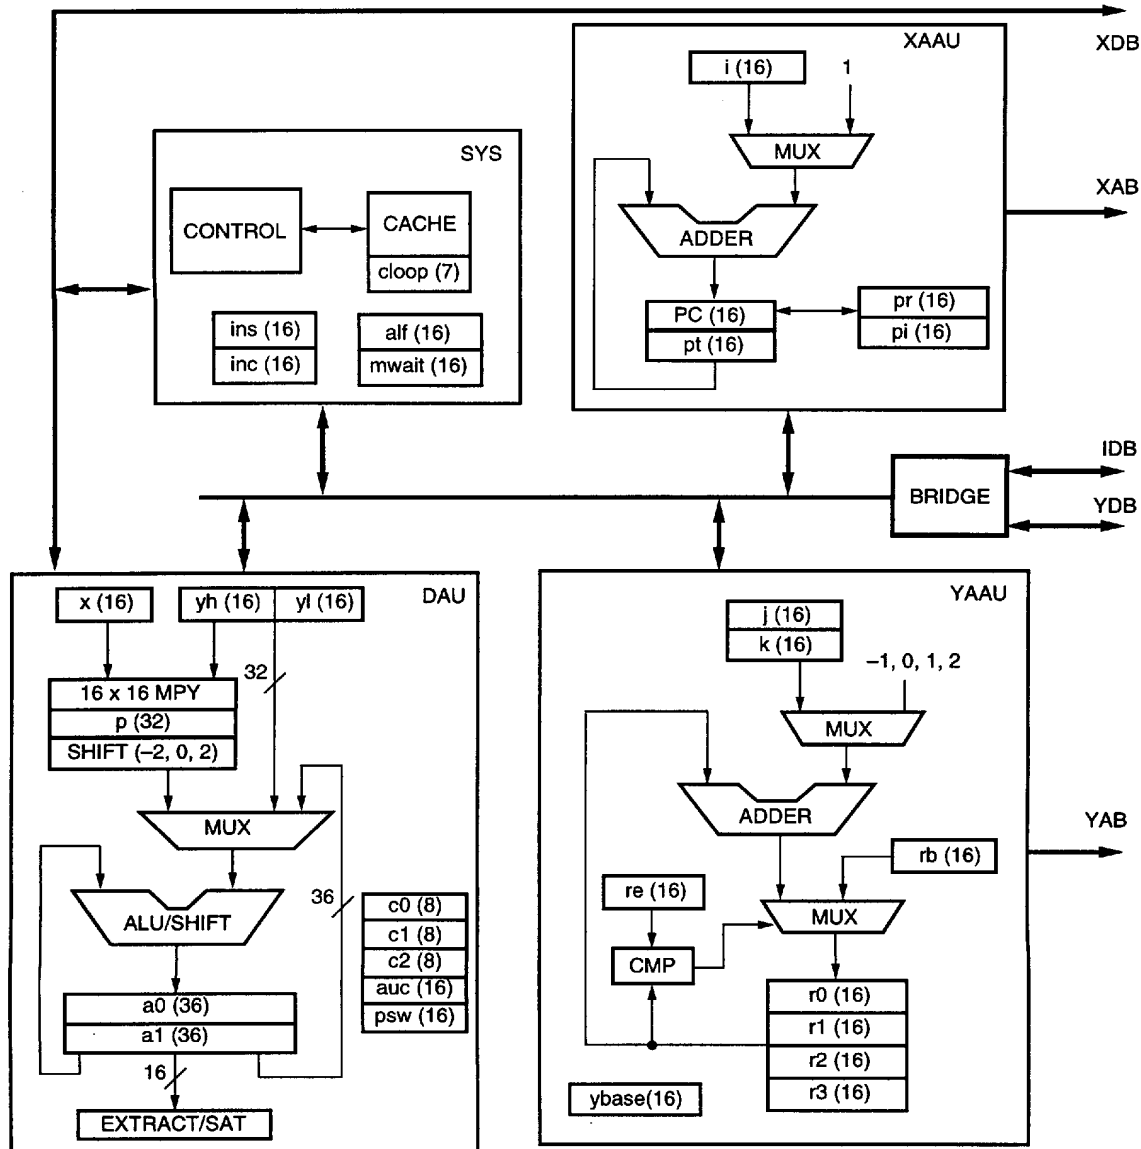 XDB
XAAU
i (16)
1
MUX
ADDER
PC (16)
pt (16)
pr (16)
pi (16)
XAB
SYS
CONTROL
CACHE
cloop (7)
ins (16)
inc (16)
alf (16)
mwait (16)
BRIDGE
IDB
YDB
DAU
x (16)
yh (16)
yl (16)
32
16 x 16 MPY
p (32)
SHIFT (–2, 0, 2)
MUX
ALU/SHIFT
36
a0 (36)
a1 (36)
16
EXTRACT/SAT
c0 (8)
c1 (8)
c2 (8)
auc (16)
psw (16)
YAAU
j (16)
k (16)
–1, 0, 1, 2
MUX
ADDER
rb (16)
re (16)
MUX
CMP
r0 (16)
r1 (16)
r2 (16)
r3 (16)
ybase(16)
YAB